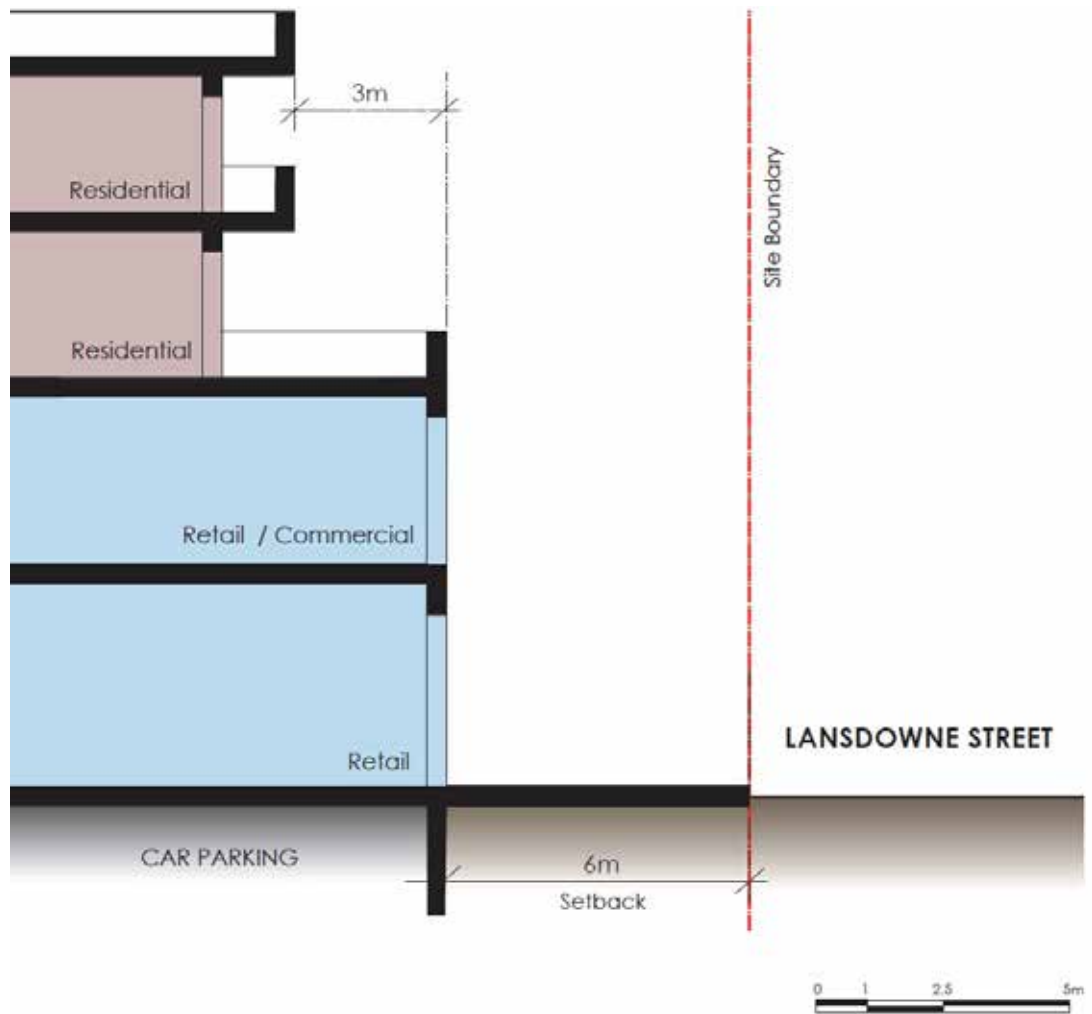 3m
Residential
Site Boundary
Residential
Retail / Commercial
LANSDOWNE STREET
Retail
CAR PARKING
6m
Setback
0 1 2.5 5m